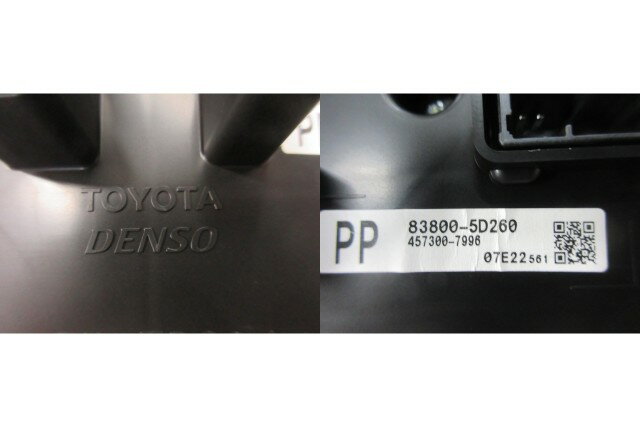 TOYOTA
DENSO
PP
83800-5D260
457300-7996
07E22 561